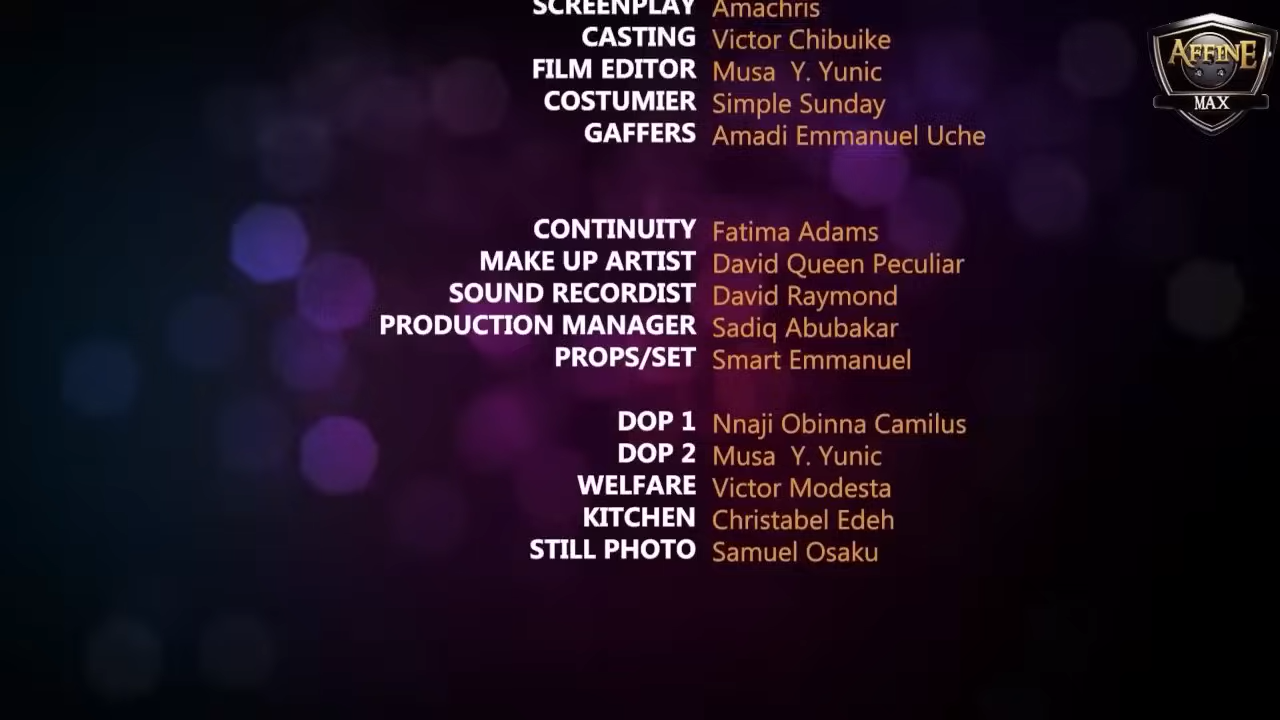 SCREENPLAY Amachris
CASTING Victor Chibuike
FILM EDITOR Musa Y. Yunic
COSTUMIER Simple Sunday
GAFFERS Amadi Emmanuel Uche
CONTINUITY Fatima Adams
MAKE UP ARTIST David Queen Peculiar
SOUND RECORDIST David Raymond
PRODUCTION MANAGER Sadiq Abubakar
PROPS/SET Smart Emmanuel
DOP 1 Nnaji Obinna Camilus
DOP 2 Musa Y. Yunic
WELFARE Victor Modesta
KITCHEN Christabel Edeh
STILL PHOTO Samuel Osaku
AFFINE
MAX